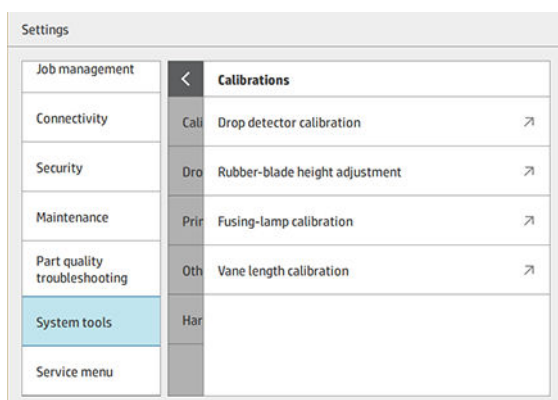 Settings
Job management
Connectivity
Security
Maintenance
Part quality
troubleshooting
System tools
Service menu
Calibrations
Cali
Drop detector calibration
Dro
Rubber-blade height adjustment
Prin
Fusing-lamp calibration
Oth
Vane length calibration
Har